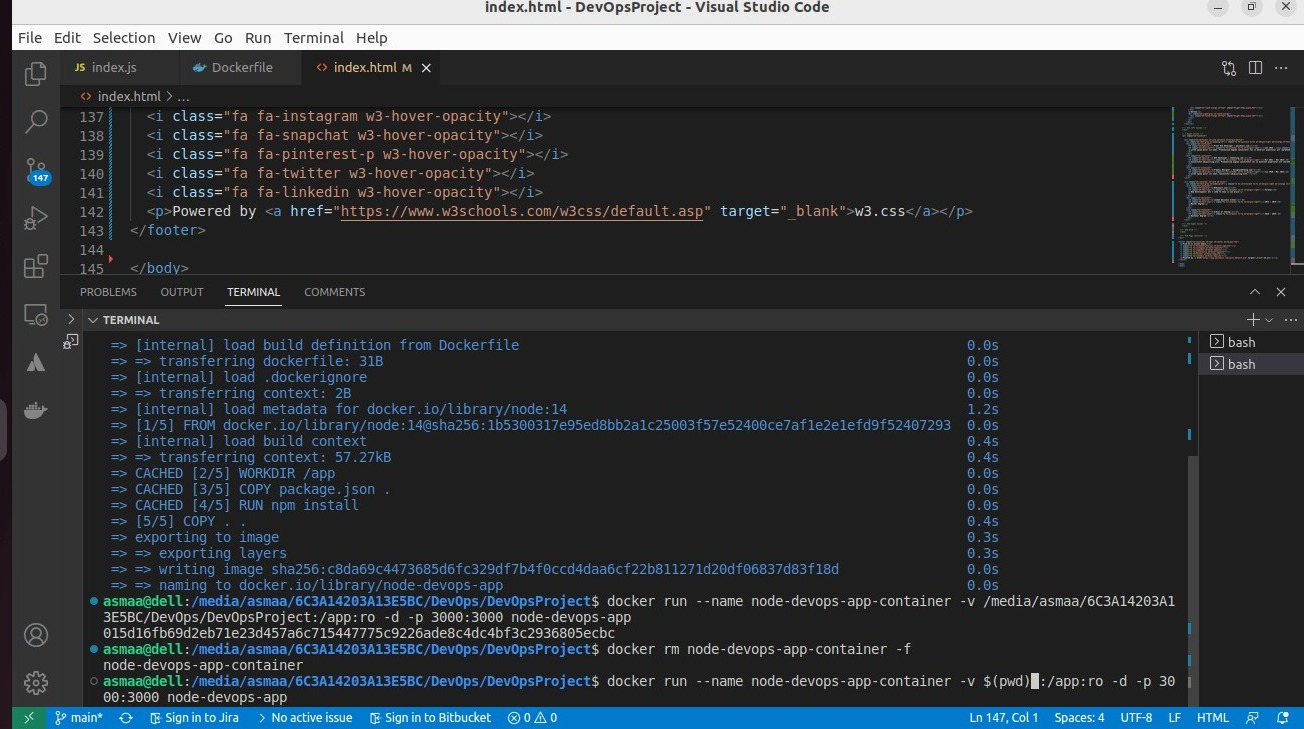 index.html - DevOpsProject - Visual Studio Code
File Edit Selection View Go Run Terminal Help
JS index.js Dockerfile <> index.html M
<> index.html > ...
137 <i class="fa fa-instagram w3-hover-opacity"></i>
138 <i class="fa fa-snapchat w3-hover-opacity"></i>
139 <i class="fa fa-pinterest-p w3-hover-opacity"></i>
140 <i class="fa fa-twitter w3-hover-opacity"></i>
141 <i class="fa fa-linkedin w3-hover-opacity"></i>
142 <p>Powered by <a href="https://www.w3schools.com/w3css/default.asp" target="_blank">w3.css</a></p>
143 </footer>
144
145 </body>
147
PROBLEMS OUTPUT TERMINAL COMMENTS
TERMINAL
bash
bash
=> [internal] load build definition from Dockerfile 0.0s
=> => transferring dockerfile: 31B 0.0s
=> [internal] load .dockerignore 0.0s
=> => transferring context: 2B 0.0s
=> [internal] load metadata for docker.io/library/node:14 1.2s
=> [1/5] FROM docker.io/library/node:14@sha256:1b5300317e95ed8bb2a1c25003f57e52400ce7af1e2e1efd9f52407293 0.0s
=> [internal] load build context 0.4s
=> => transferring context: 57.27kB 0.4s
=> CACHED [2/5] WORKDIR /app 0.0s
=> CACHED [3/5] COPY package.json . 0.0s
=> CACHED [4/5] RUN npm install 0.0s
=> [5/5] COPY . . 0.4s
=> exporting to image 0.3s
=> => exporting layers 0.3s
=> => writing image sha256:c8da69c4473685d6fc329df7b4f0ccd4daa6cf22b811271d20df06837d83f18d 0.0s
=> => naming to docker.io/library/node-devops-app 0.0s
asmaa@dell:/media/asmaa/6C3A14203A13E5BC/DevOps/DevOpsProject$ docker run --name node-devops-app-container -v /media/asmaa/6C3A14203A1
3E5BC/DevOps/DevOpsProject:/app:ro -d -p 3000:3000 node-devops-app
015d16fb69d2eb71e23d457a6c715447775c9226ade8c4dc4bf3c2936805ecbc
asmaa@dell:/media/asmaa/6C3A14203A13E5BC/DevOps/DevOpsProject$ docker rm node-devops-app-container -f
node-devops-app-container
asmaa@dell:/media/asmaa/6C3A14203A13E5BC/DevOps/DevOpsProject$ docker run --name node-devops-app-container -v $(pwd):/app:ro -d -p 30
00:3000 node-devops-app
main* Sign in to Jira > No active issue Sign in to Bitbucket 0 0 Ln 147, Col 1 Spaces: 4 UTF-8 LF HTML